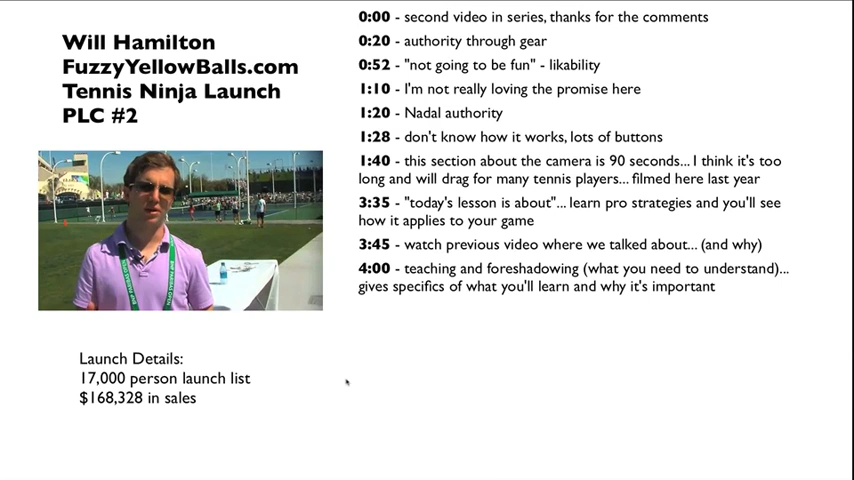 Will Hamilton
FuzzyYellowBalls.com
Tennis Ninja Launch
PLC #2
Launch Details:
17,000 person launch list
$168,328 in sales
0:00 - second video in series, thanks for the comments
0:20 - authority through gear
0:52 - "not going to be fun" - likability
1:10 - I'm not really loving the promise here
1:20 - Nadal authority
1:28 - don't know how it works, lots of buttons
1:40 - this section about the camera is 90 seconds... I think it's too
long and will drag for many tennis players... filmed here last year
3:35 - "today's lesson is about"... learn pro strategies and you'll see
how it applies to your game
3:45 - watch previous video where we talked about... (and why)
4:00 - teaching and foreshadowing (what you need to understand)...
gives specifics of what you'll learn and why it's important